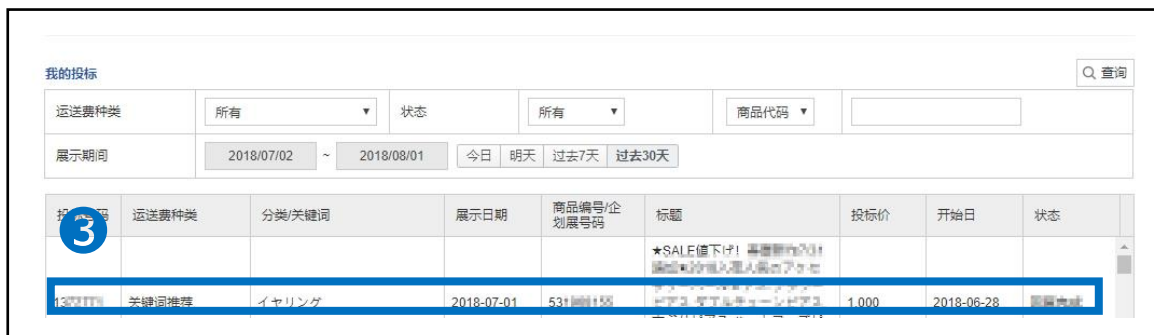 我的投标
查询
运送费种类 所有 状态 所有 商品代码
展示期间 2018/07/02 ~ 2018/08/01 今日 明天 过去7天 过去30天
运送费种类 分类/关键词 展示日期 商品编号/企 标题 投标价 开始日 状态
划展号码
3
★SALE値下げ!
关键词推荐 イヤリング 2018-07-01 531 1,000 2018-06-28